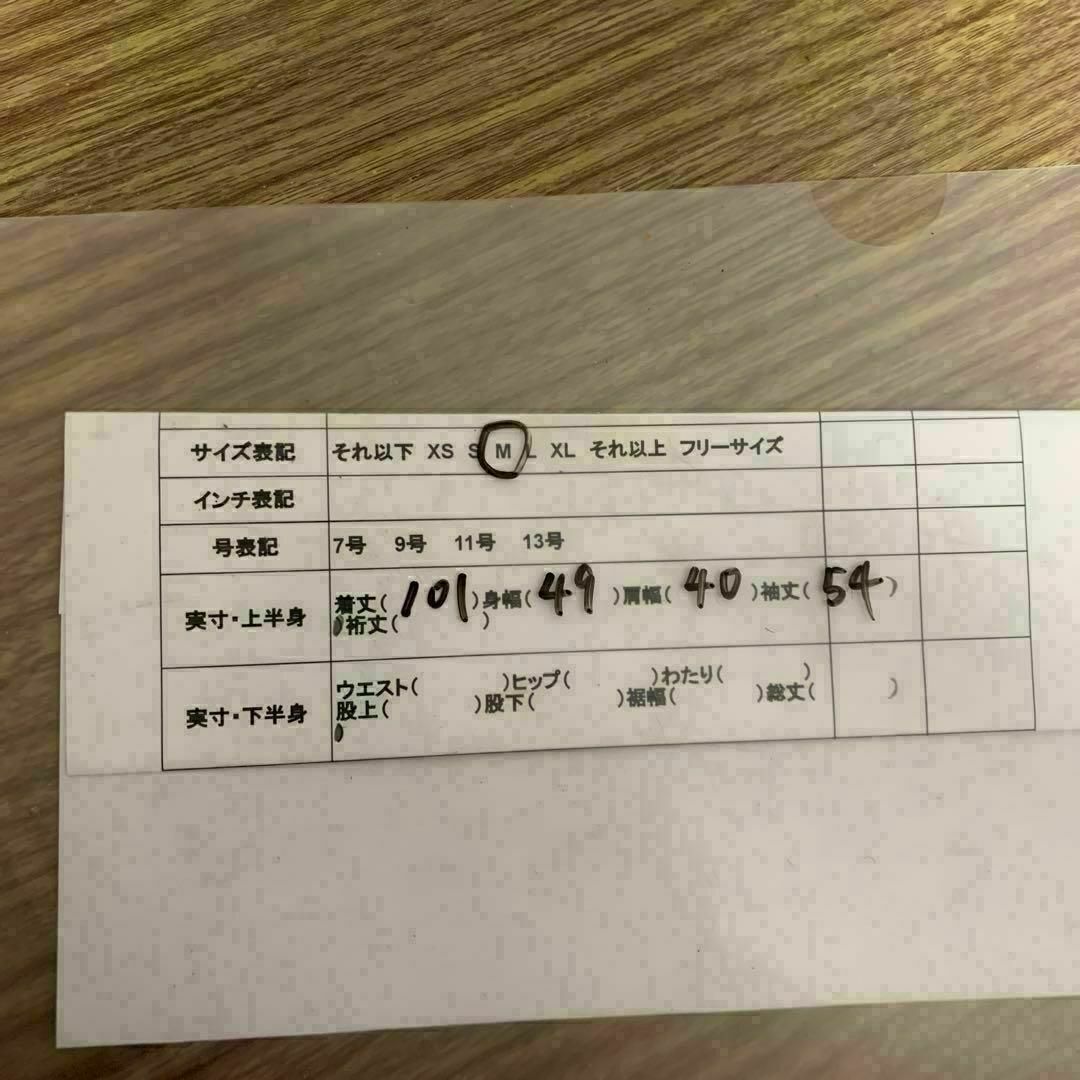 サイズ表記 それ以下 XS S M L XL それ以上 フリーサイズ
インチ表記
号表記 7号 9号 11号 13号
実寸・上半身 着丈( 101 )身幅( 49 )肩幅( 40 )袖丈( 54 )
裄丈( )
実寸・下半身 ウエスト( )ヒップ( )わたり( )
股上( )股下( )裾幅( )総丈( )